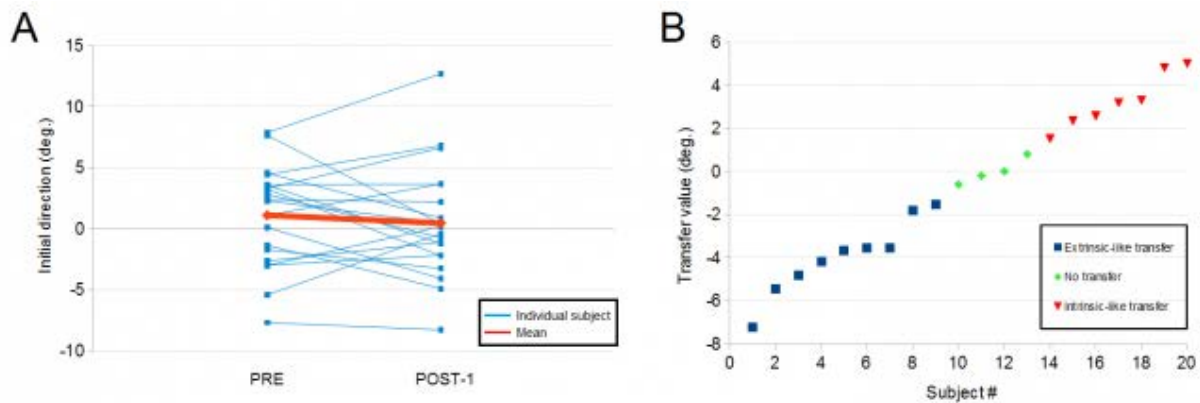 A
15
10
5
0
-5
-10
Initial direction (deg.)
PRE
POST-1
Individual subject
Mean
B
6
4
2
0
-2
-4
-6
-8
Transfer value (deg.)
0 2 4 6 8 10 12 14 16 18 20
Subject #
Extrinsic-like transfer
No transfer
Intrinsic-like transfer